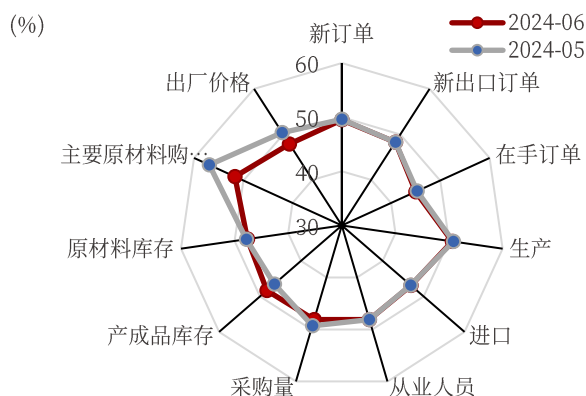 (%)
2024-06
2024-05
新订单
新出口订单
在手订单
生产
进口
从业人员
采购量
产成品库存
原材料库存
主要原材料购…
出厂价格
60
50
40
30